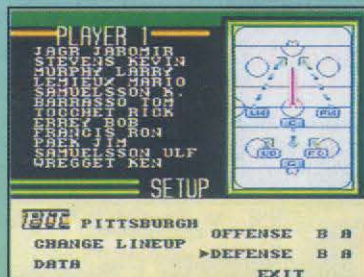 PLAYER 1
JAGR JAROMIR
STEVENS KEVIN
MURPHY LARRY
LEMIEUX MARIO
SAMUELSSON K.
BARRASSO TOM
TOCCHET RICK
ERREY BOB
FRANCIS RON
PAEK JIM
SAMUELSSON ULF
WREGGET KEN
SETUP
PITTSBURGH
OFFENSE B A
CHANGE LINEUP
▶DEFENSE B A
DATA
EXIT